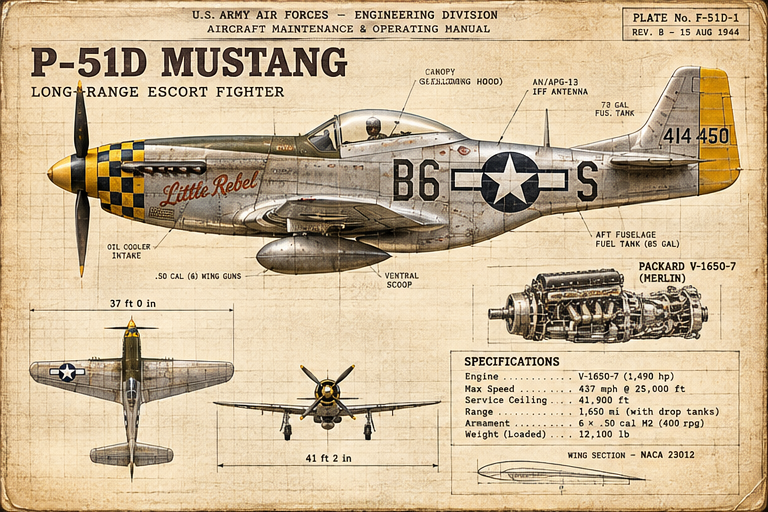 U.S. ARMY AIR FORCES — ENGINEERING DIVISION
AIRCRAFT MAINTENANCE & OPERATING MANUAL
PLATE No. F-51D-1
REV. B - 15 AUG 1944
P-51D MUSTANG
LONG-RANGE ESCORT FIGHTER
CANOPY
HOOD)
AN/APG-13
IFF ANTENNA
70 GAL
FUS. TANK
414 450
Little Rebel
B6
S
OIL COOLER
INTAKE
.50 CAL (6) WING GUNS
VENTRAL
SCOOP
AFT FUSELAGE
FUEL TANK (85 GAL)
PACKARD V-1650-7
(MERLIN)
37 ft 0 in
41 ft 2 in
SPECIFICATIONS
Engine ........... V-1650-7 (1,490 hp)
Max Speed ........ 437 mph @ 25,000 ft
Service Ceiling .... 41,900 ft
Range ............ 1,650 mi (with drop tanks)
Armament ......... 6 × .50 cal M2 (400 rpg)
Weight (Loaded) .... 12,100 lb
WING SECTION - NACA 23012